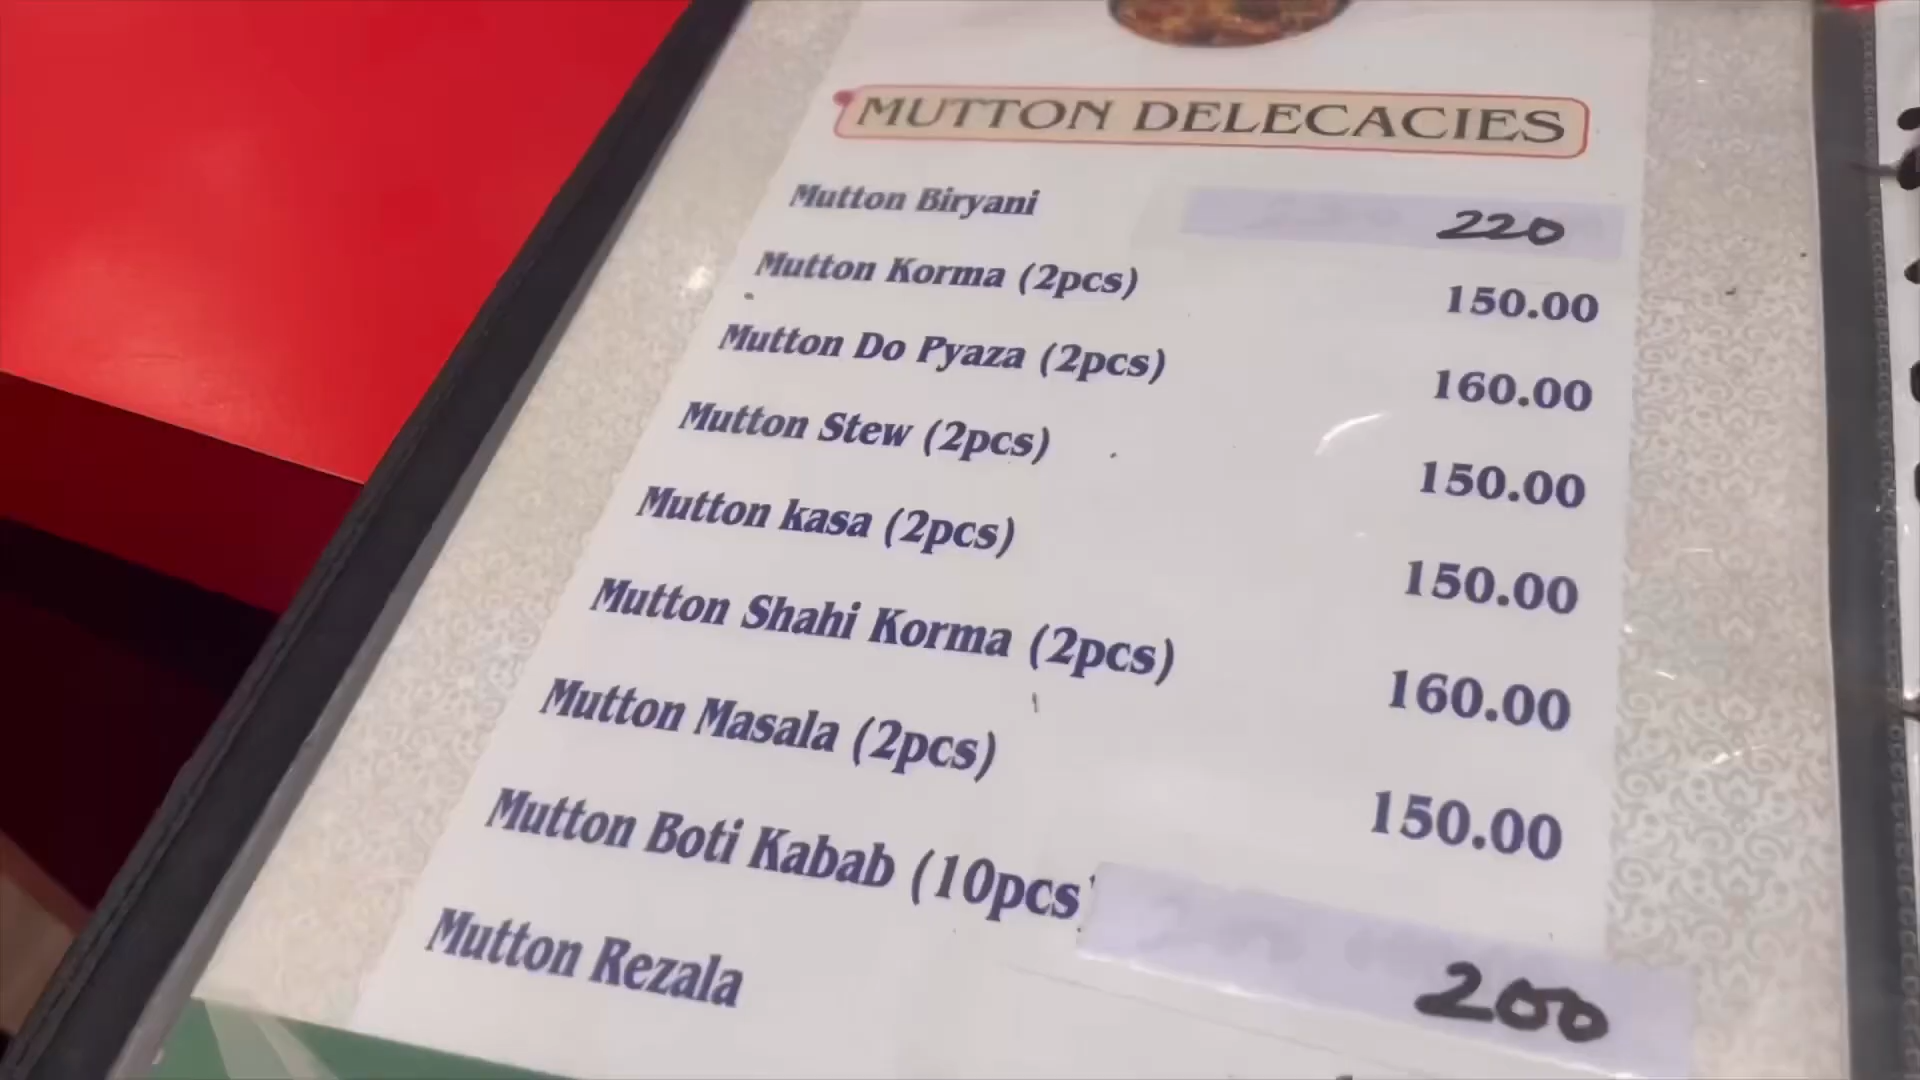 MUTTON DELECACIES
Mutton Biryani 220
Mutton Korma (2pcs) 150.00
Mutton Do Pyaza (2pcs) 160.00
Mutton Stew (2pcs) 150.00
Mutton kasa (2pcs) 150.00
Mutton Shahi Korma (2pcs) 160.00
Mutton Masala (2pcs) 150.00
Mutton Boti Kabab (10pcs) 200
Mutton Rezala